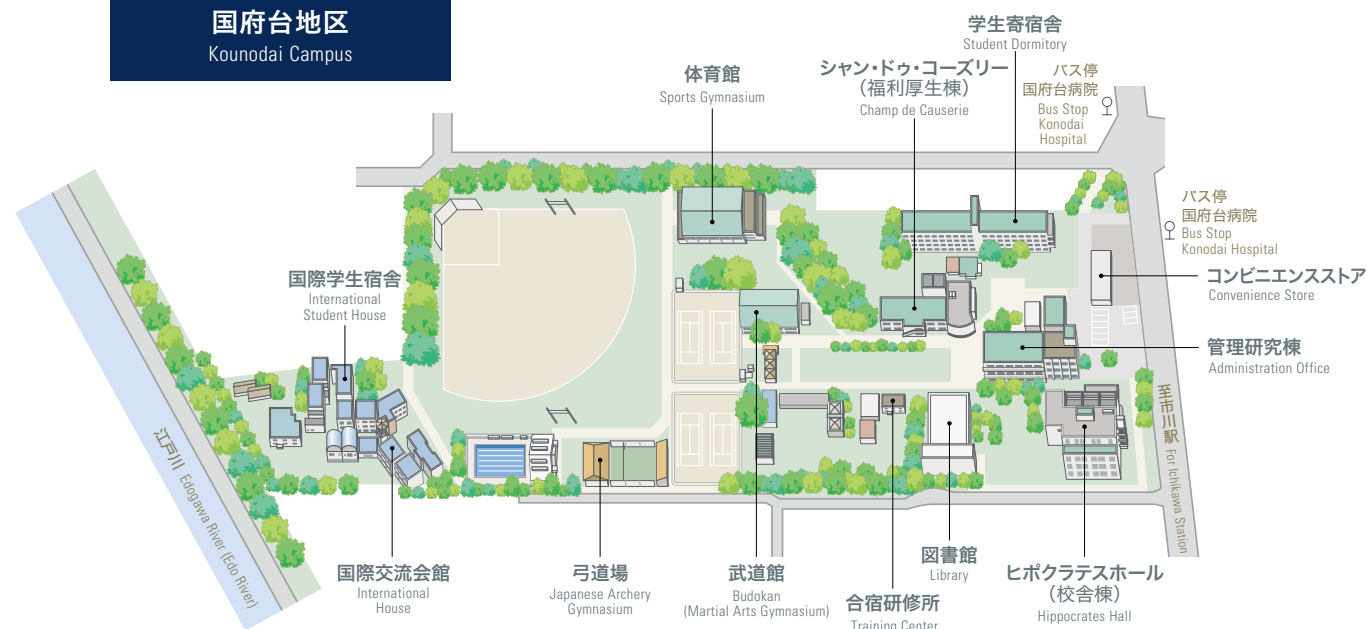 国府台地区
Kounodai Campus
学生寄宿舎
Student Dormitory
シャン・ドゥ・コーズリー
（福利厚生棟）
Champ de Causerie
体育館
Sports Gymnasium
バス停
国府台病院
Bus Stop
Konodai
Hospital
バス停
国府台病院
Bus Stop
Konodai Hospital
国際学生宿舎
International
Student House
コンビニエンスストア
Convenience Store
管理研究棟
Administration Office
至市川駅 For Ichikawa Station
江戸川 Edogawa River (Edo River)
国際交流会館
International
House
弓道場
Japanese Archery
Gymnasium
武道館
Budokan
(Martial Arts Gymnasium)
合宿研修所
Training Center
図書館
Library
ヒポクラテスホール
（校舎棟）
Hippocrates Hall